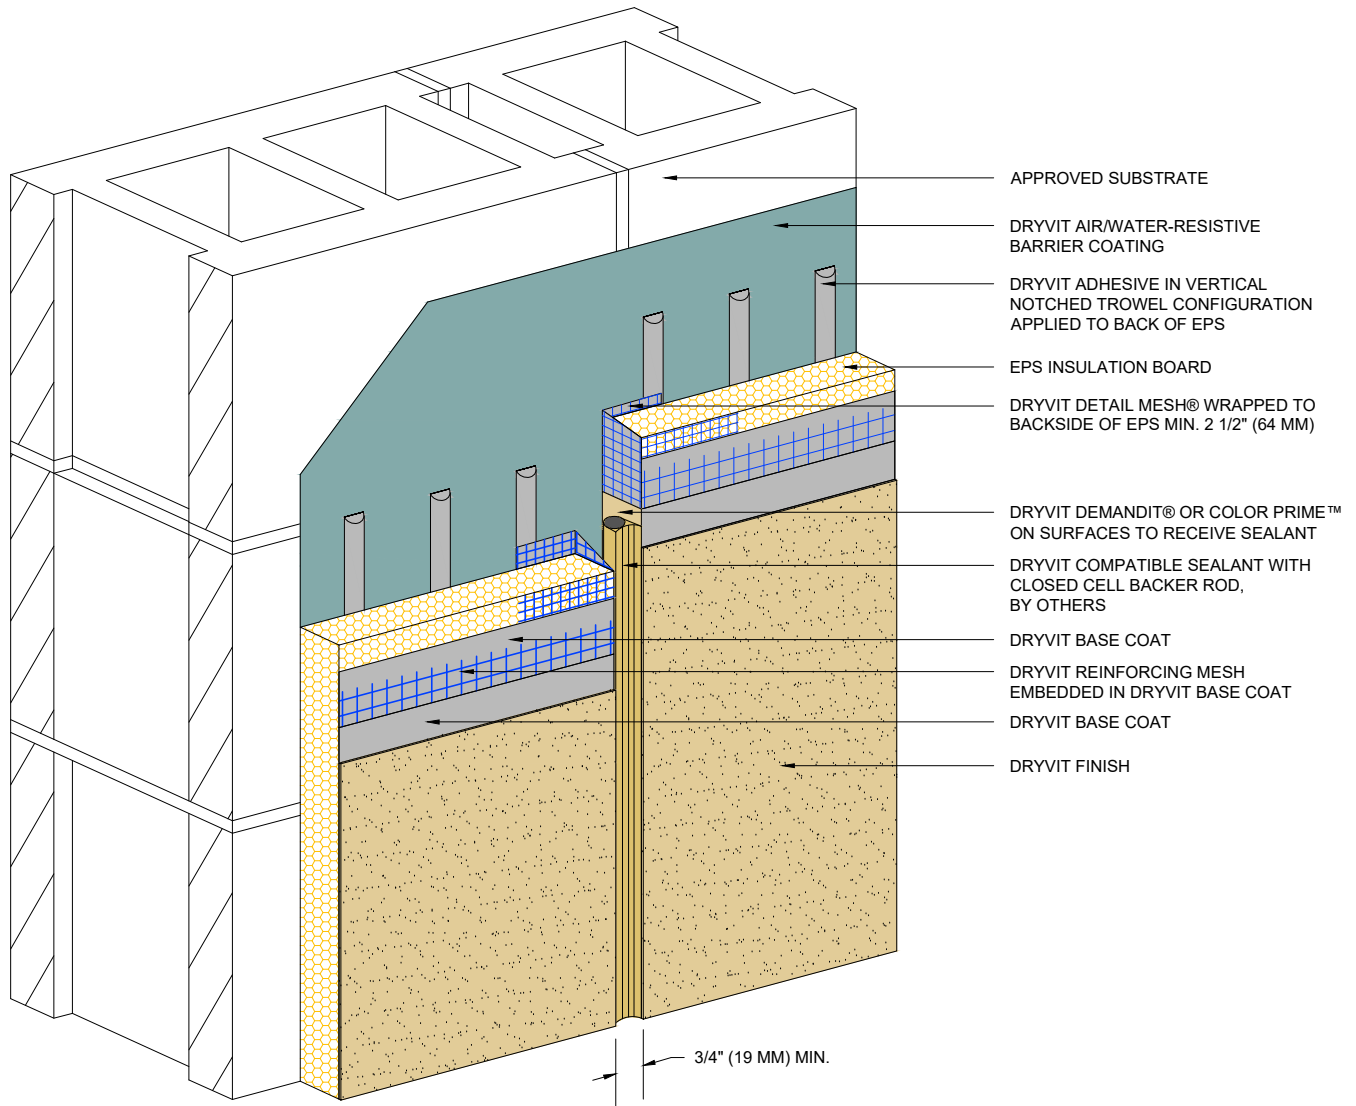 APPROVED SUBSTRATE
DRYVIT AIR/WATER-RESISTIVE
BARRIER COATING
DRYVIT ADHESIVE IN VERTICAL
NOTCHED TROWEL CONFIGURATION
APPLIED TO BACK OF EPS
EPS INSULATION BOARD
DRYVIT DETAIL MESH® WRAPPED TO
BACKSIDE OF EPS MIN. 2 1/2" (64 MM)
DRYVIT DEMANDIT® OR COLOR PRIME™
ON SURFACES TO RECEIVE SEALANT
DRYVIT COMPATIBLE SEALANT WITH
CLOSED CELL BACKER ROD,
BY OTHERS
DRYVIT BASE COAT
DRYVIT REINFORCING MESH
EMBEDDED IN DRYVIT BASE COAT
DRYVIT BASE COAT
DRYVIT FINISH
3/4" (19 MM) MIN.